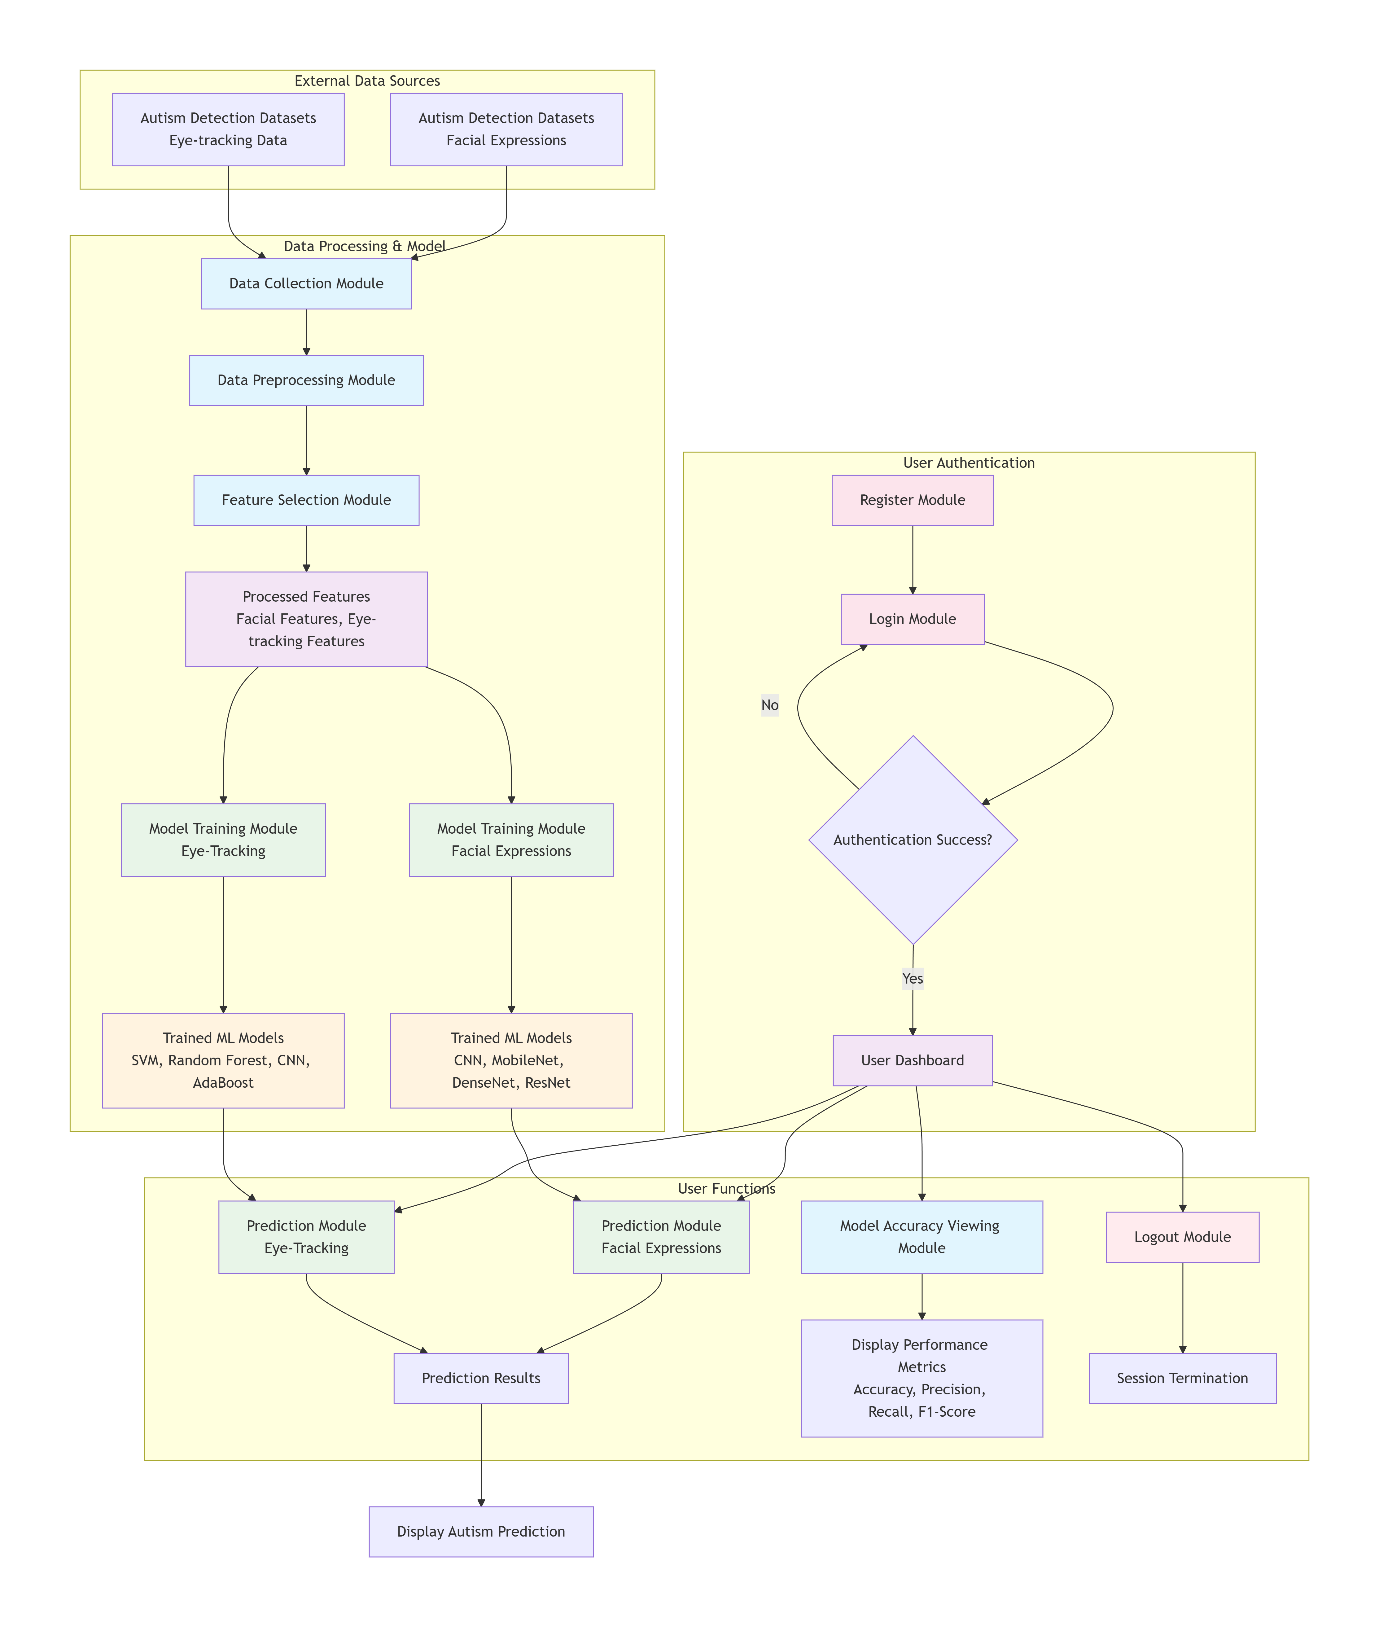 External Data Sources
Autism Detection Datasets
Eye-tracking Data
Autism Detection Datasets
Facial Expressions
Data Processing & Model
Data Collection Module
Data Preprocessing Module
Feature Selection Module
Processed Features
Facial Features, Eye-
tracking Features
Model Training Module
Eye-Tracking
Model Training Module
Facial Expressions
Trained ML Models
SVM, Random Forest, CNN,
AdaBoost
Trained ML Models
CNN, MobileNet,
DenseNet, ResNet
User Authentication
Register Module
Login Module
No
Authentication Success?
Yes
User Dashboard
User Functions
Prediction Module
Eye-Tracking
Prediction Module
Facial Expressions
Model Accuracy Viewing
Module
Logout Module
Prediction Results
Display Performance
Metrics
Accuracy, Precision,
Recall, F1-Score
Session Termination
Display Autism Prediction